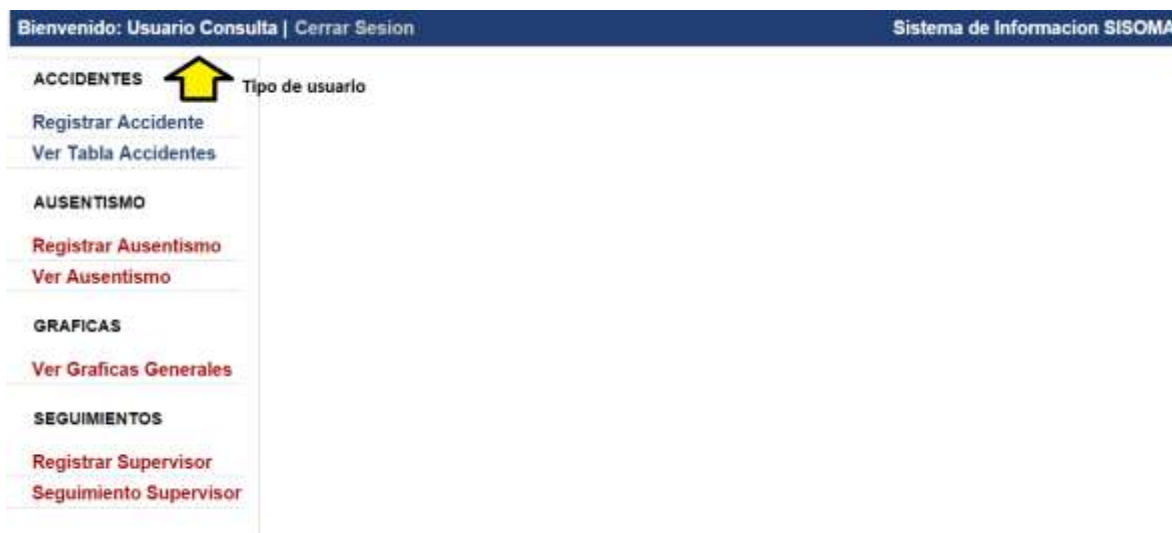 Bienvenido: Usuario Consulta | Cerrar Sesion
Sistema de Informacion SISOMA
ACCIDENTES
Tipo de usuario
Registrar Accidente
Ver Tabla Accidentes
AUSENTISMO
Registrar Ausentismo
Ver Ausentismo
GRAFICAS
Ver Graficas Generales
SEGUIMIENTOS
Registrar Supervisor
Seguimiento Supervisor